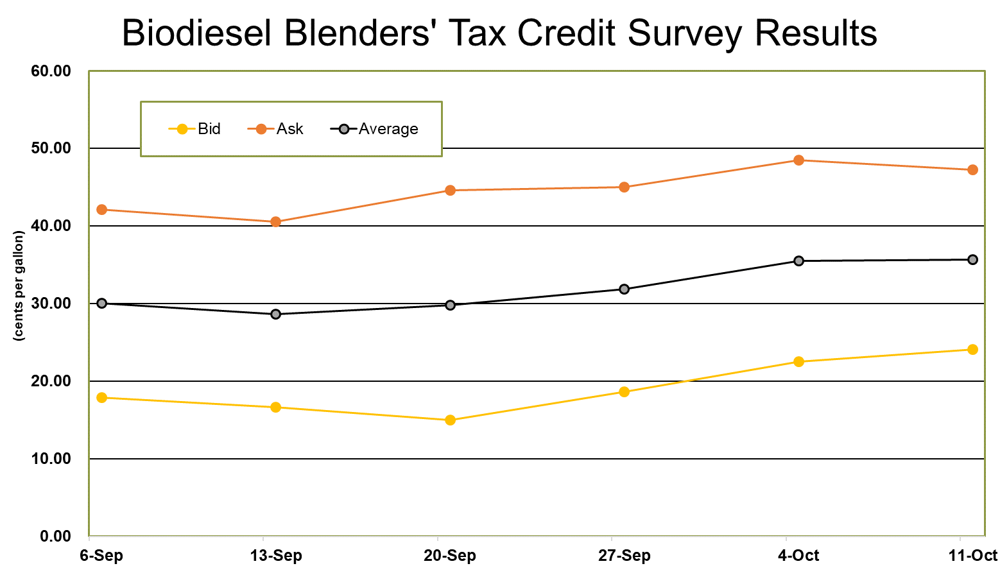 Biodiesel Blenders' Tax Credit Survey Results
60.00
50.00
40.00
30.00
20.00
10.00
0.00
(cents per gallon)
Bid Ask Average
6-Sep 13-Sep 20-Sep 27-Sep 4-Oct 11-Oct